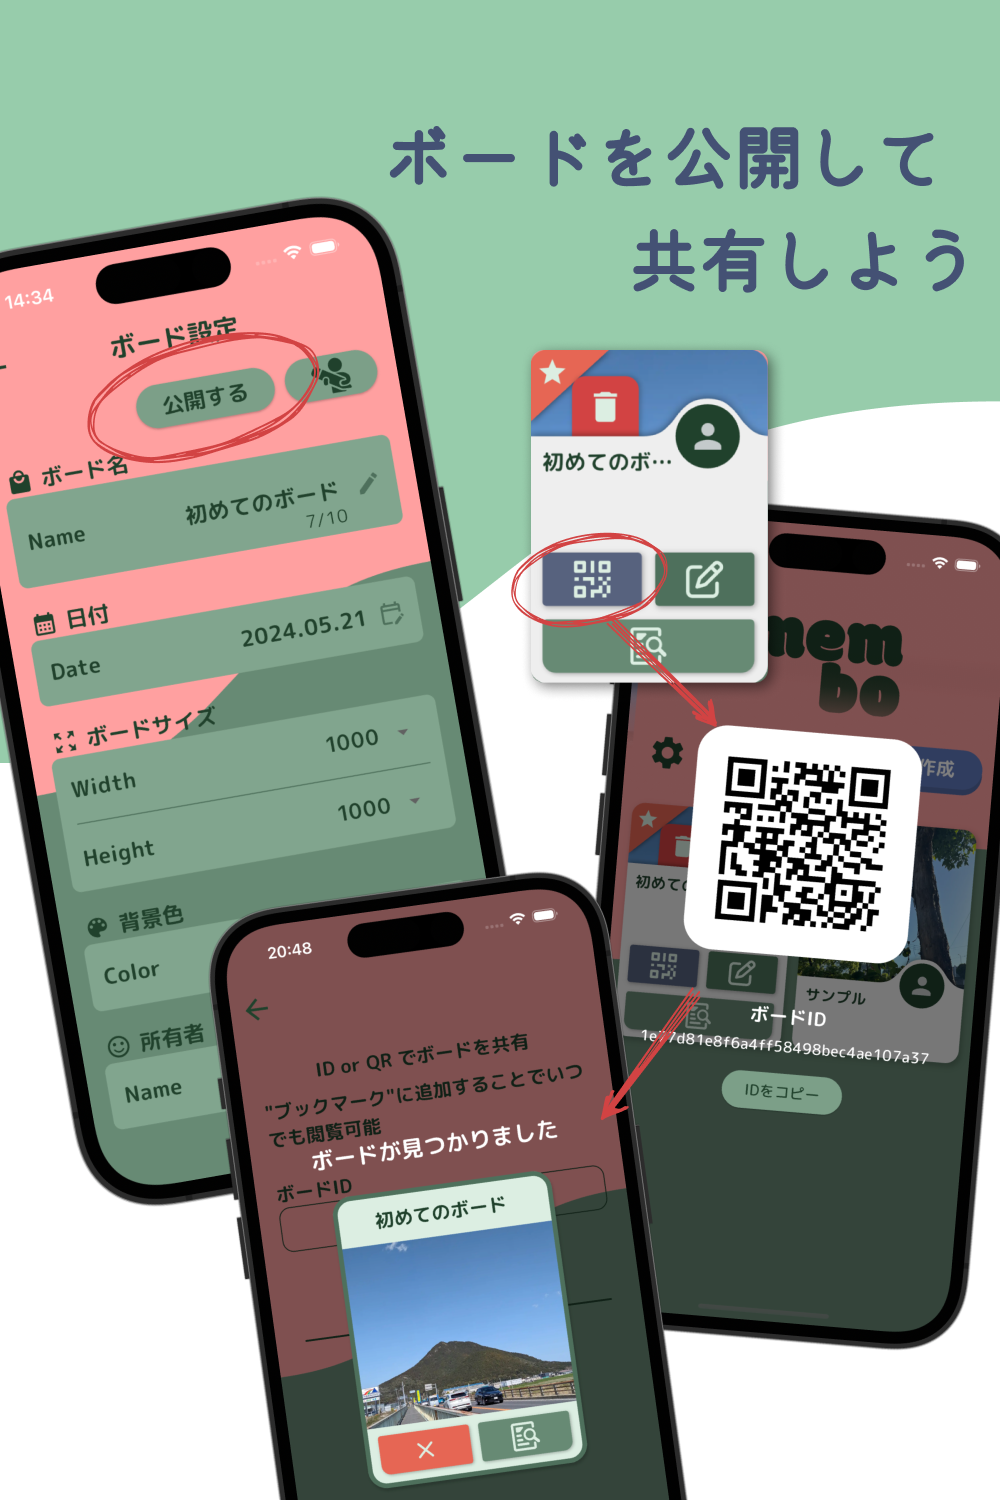 ボードを公開して
共有しよう
14:34
ボード設定
公開する
ボード名
Name
初めてのボード
7/10
日付
Date
2024.05.21
ボードサイズ
Width
1000
Height
1000
背景色
Color
所有者
Name
初めてのボ…
mem
bo
作成
初めて
サンプル
ボードID
1e77d81e8f6a4ff58498bec4ae107a37
IDをコピー
20:48
ID or QR でボードを共有
"ブックマーク"に追加することでいつ
でも閲覧可能
ボードが見つかりました
ボードID
初めてのボード